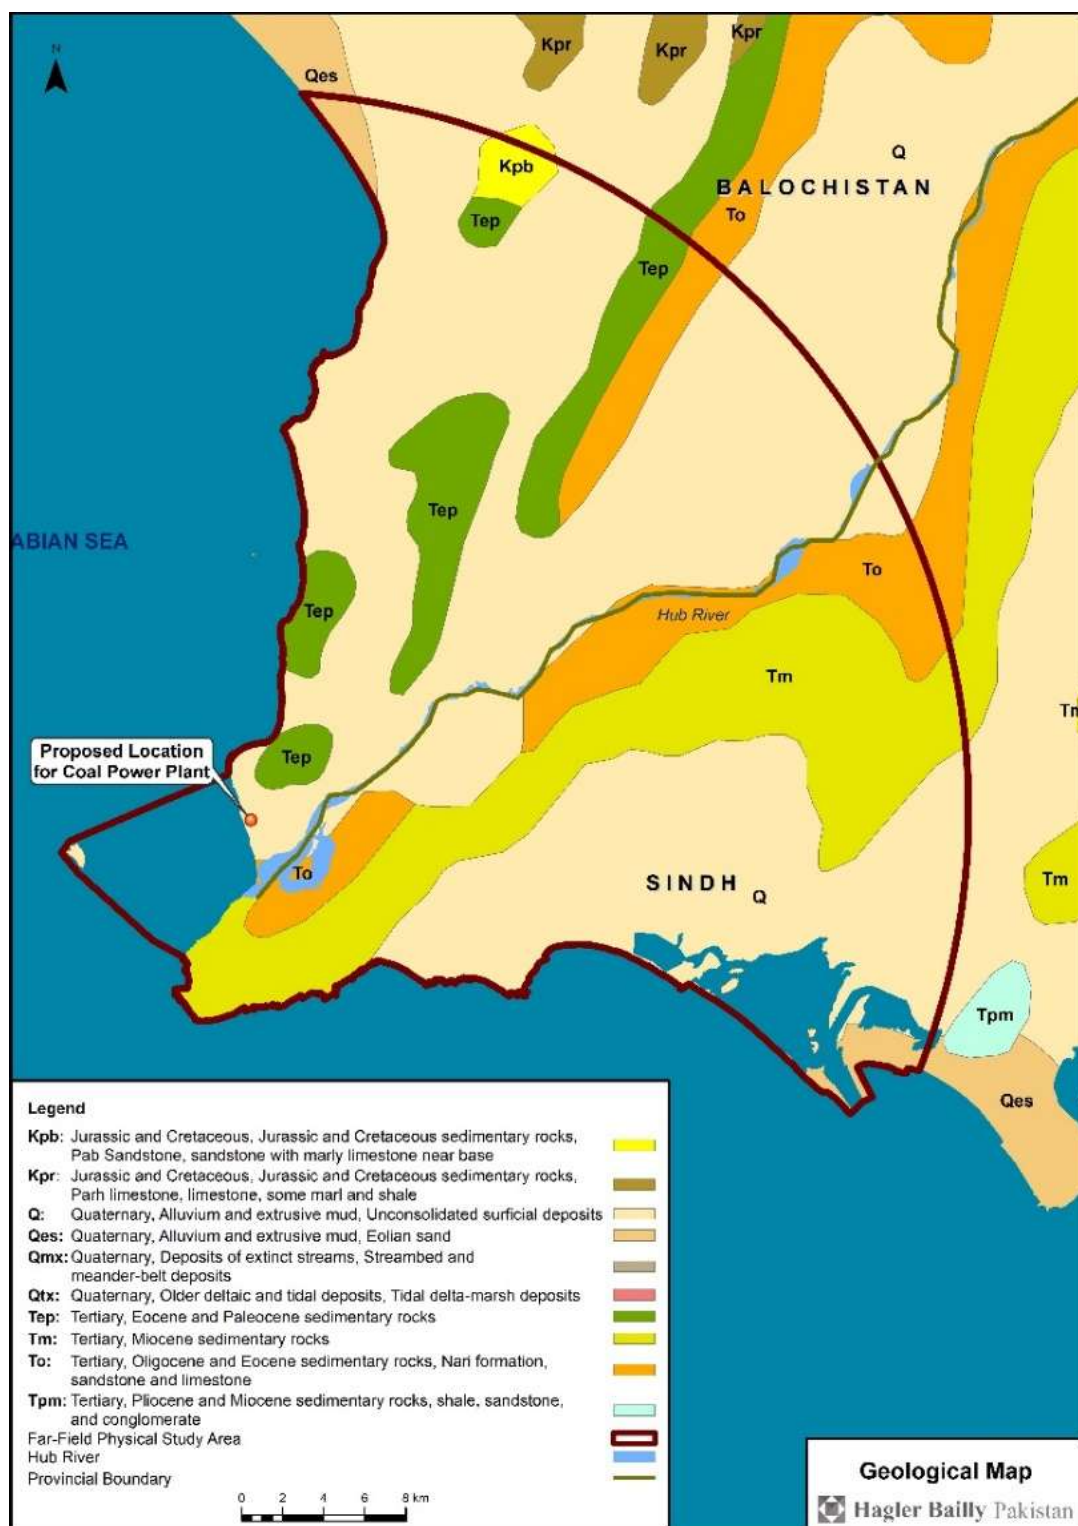 N
Qes
Kpr
Kpr
Kpr
Kpb
Tep
Q
BALOCHISTAN
To
Tep
Tep
ABIAN SEA
To
Tep
Hub River
Tm
Tm
Proposed Location
for Coal Power Plant
Tep
To
SINDH
Q
Tm
Tpm
Qes
Legend
Kpb: Jurassic and Cretaceous, Jurassic and Cretaceous sedimentary rocks,
Pab Sandstone, sandstone with marly limestone near base
Kpr: Jurassic and Cretaceous, Jurassic and Cretaceous sedimentary rocks,
Parh limestone, limestone, some marl and shale
Q: Quaternary, Alluvium and extrusive mud, Unconsolidated surficial deposits
Qes: Quaternary, Alluvium and extrusive mud, Eolian sand
Qmx: Quaternary, Deposits of extinct streams, Streambed and
meander-belt deposits
Qtx: Quaternary, Older deltaic and tidal deposits, Tidal delta-marsh deposits
Tep: Tertiary, Eocene and Paleocene sedimentary rocks
Tm: Tertiary, Miocene sedimentary rocks
To: Tertiary, Oligocene and Eocene sedimentary rocks, Nari formation,
sandstone and limestone
Tpm: Tertiary, Pliocene and Miocene sedimentary rocks, shale, sandstone,
and conglomerate
Far-Field Physical Study Area
Hub River
Provincial Boundary
0 2 4 6 8 km
Geological Map
Hagler Bailly Pakistan